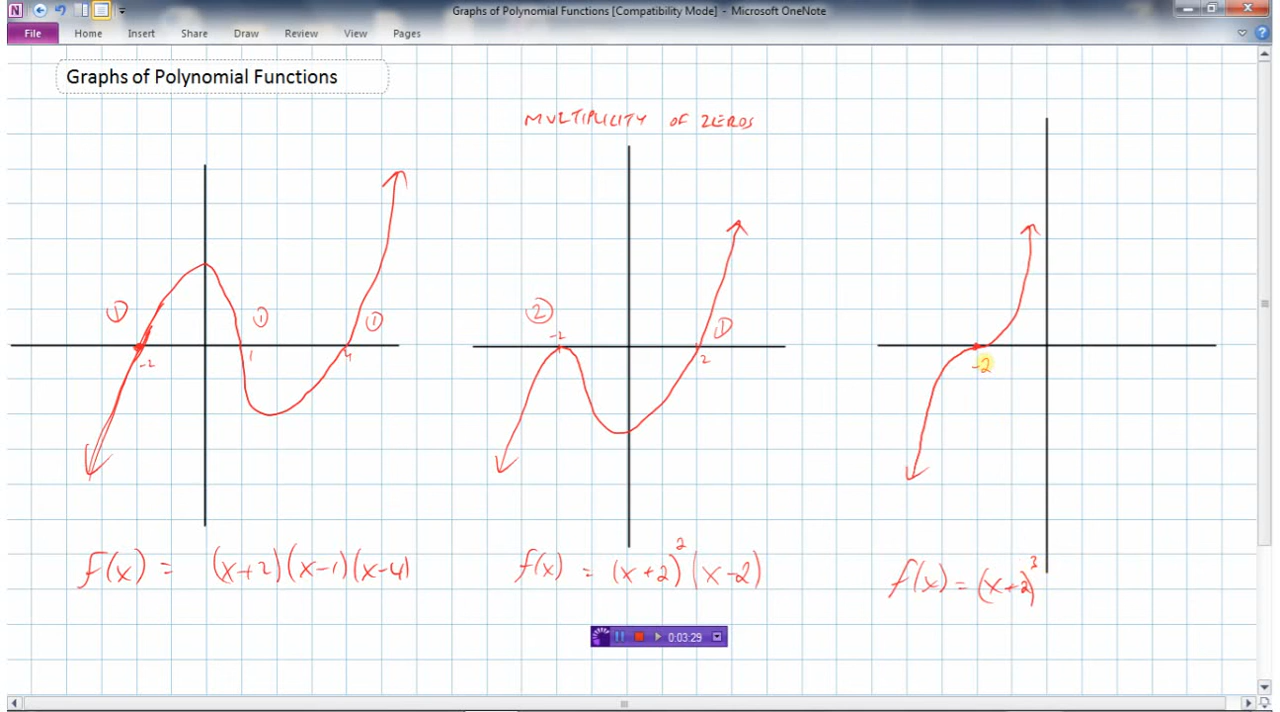 Graphs of Polynomial Functions [Compatibility Mode] - Microsoft OneNote
File Home Insert Share Draw Review View Pages
Graphs of Polynomial Functions
MULTIPLICITY OF ZEROS
1 1 1
-2 1 4
2 1
-2 2
-2
f(x) = (x+2)(x-1)(x-4)
f(x) = (x+2)² (x-2)
f(x) = (x+2)³
0:03:29